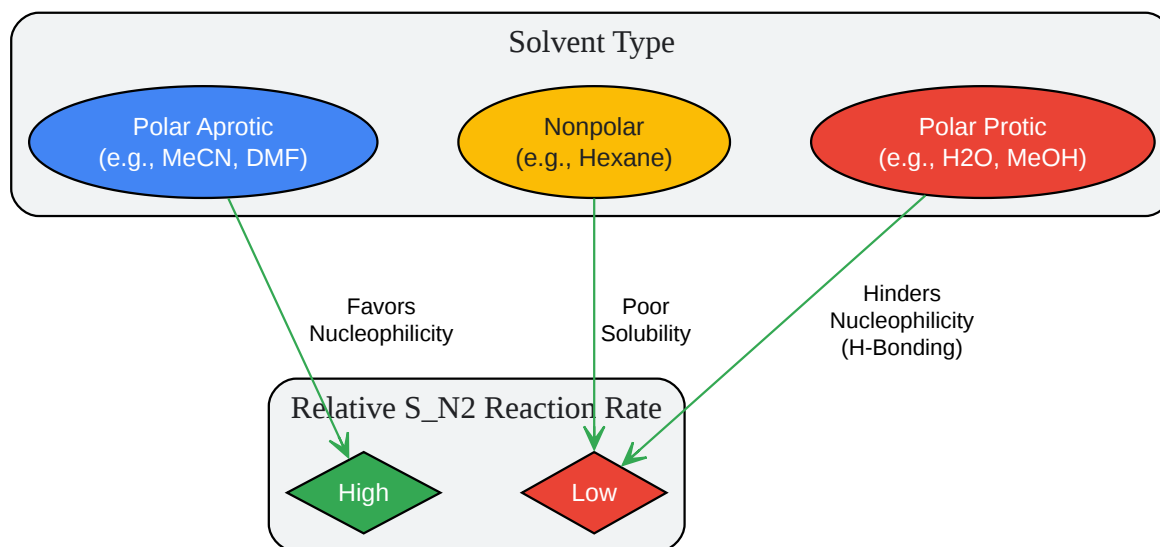 Solvent Type
Polar Aprotic
(e.g., MeCN, DMF)
Nonpolar
(e.g., Hexane)
Polar Protic
(e.g., H2O, MeOH)
Favors
Nucleophilicity
Poor
Solubility
Hinders
Nucleophilicity
(H-Bonding)
Relative S_N2 Reaction Rate
High
Low